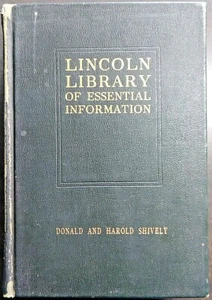 LINCOLN
LIBRARY
OF ESSENTIAL
INFORMATION
DONALD AND HAROLD SHIVELY